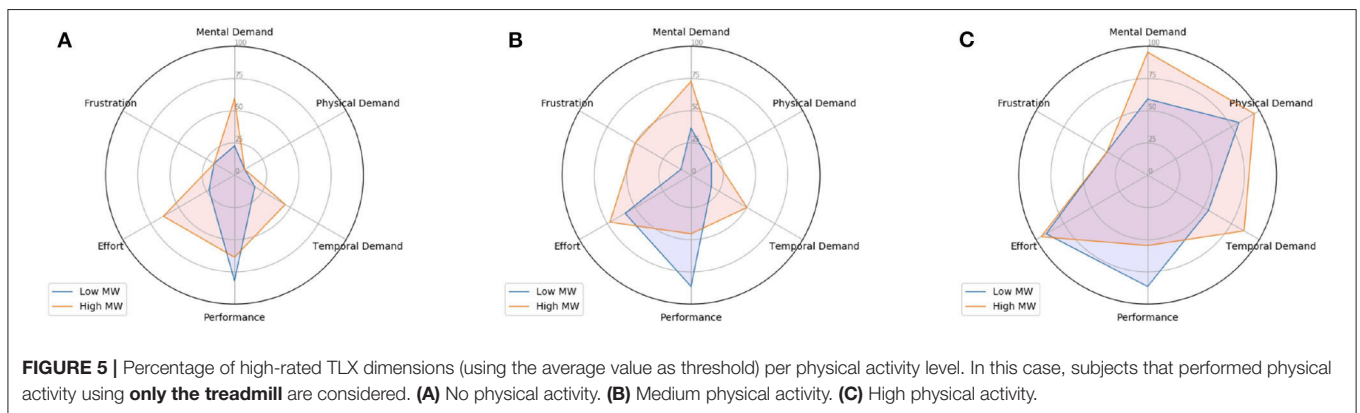 A
Mental Demand
100
75
50
25
0
Frustration
Physical Demand
Effort
Temporal Demand
Performance
Low MW
High MW
B
Mental Demand
100
75
50
25
0
Frustration
Physical Demand
Effort
Temporal Demand
Performance
Low MW
High MW
C
Mental Demand
100
75
50
25
0
Frustration
Physical Demand
Effort
Temporal Demand
Performance
Low MW
High MW
FIGURE 5 | Percentage of high-rated TLX dimensions (using the average value as threshold) per physical activity level. In this case, subjects that performed physical
activity using only the treadmill are considered. (A) No physical activity. (B) Medium physical activity. (C) High physical activity.